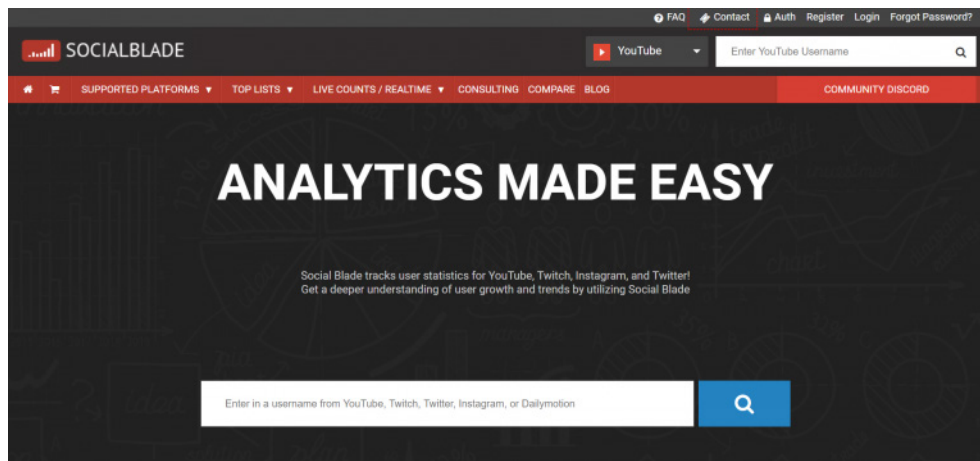 FAQ Contact Auth Register Login Forgot Password?
SOCIALBLADE YouTube Enter YouTube Username
SUPPORTED PLATFORMS TOP LISTS LIVE COUNTS / REALTIME CONSULTING COMPARE BLOG COMMUNITY DISCORD
ANALYTICS MADE EASY
Social Blade tracks user statistics for YouTube, Twitch, Instagram, and Twitter!
Get a deeper understanding of user growth and trends by utilizing Social Blade
Enter in a username from YouTube, Twitch, Twitter, Instagram, or Dailymotion